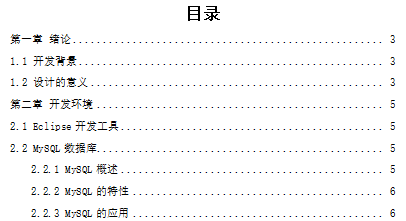 目录
第一章 绪论................................................ 3
1.1 开发背景................................................ 3
1.2 设计的意义.............................................. 3
第二章 开发环境............................................. 5
2.1 Eclipse 开发工具........................................ 5
2.2 MySQL 数据库............................................ 5
2.2.1 MySQL 概述............................................ 5
2.2.2 MySQL 的特性.......................................... 6
2.2.3 MySQL 的应用.......................................... 6